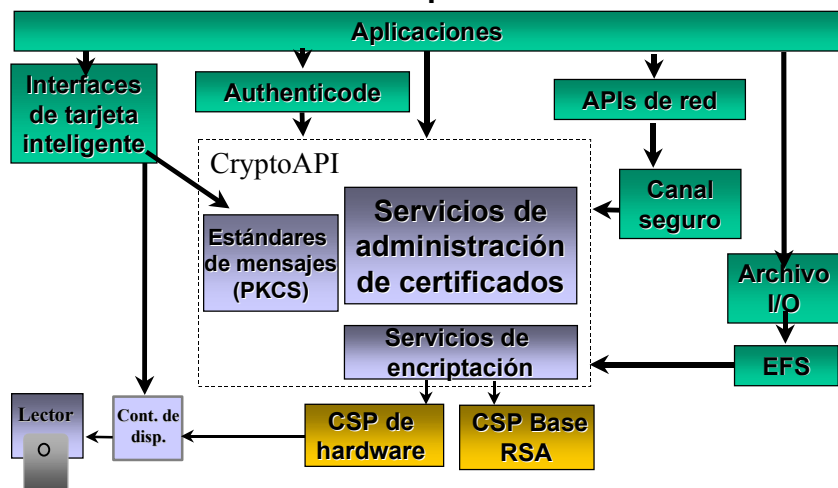 Aplicaciones
Interfaces
de tarjeta
inteligente
Authenticode
APIs de red
CryptoAPI
Canal
seguro
Estándares
de mensajes
(PKCS)
Servicios de
administración
de certificados
Archivo
I/O
Servicios de
encriptación
EFS
Lector
Cont. de
disp.
CSP de
hardware
CSP Base
RSA